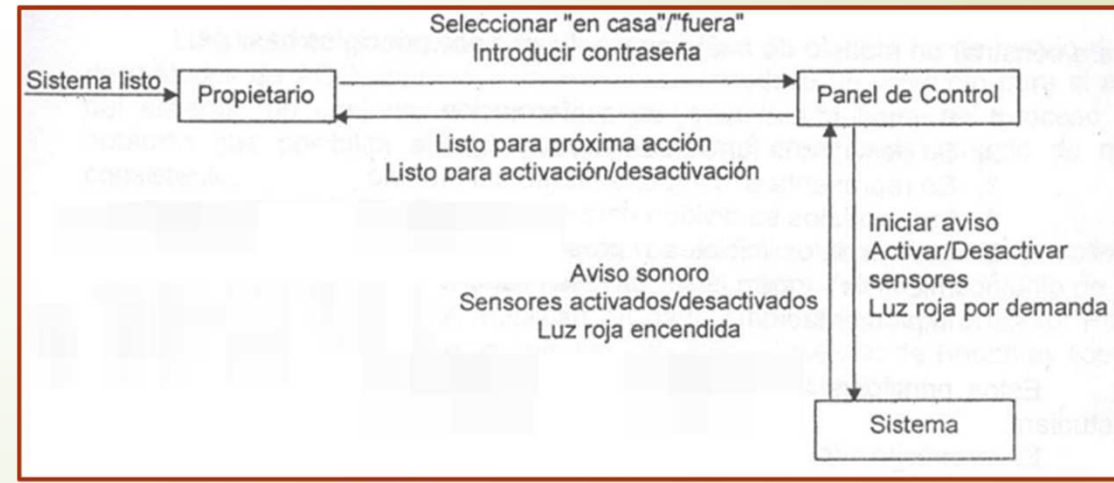 Seleccionar "en casa"/"fuera"
Introducir contraseña
Sistema listo
Propietario
Panel de Control
Listo para próxima acción
Listo para activación/desactivación
Iniciar aviso
Activar/Desactivar
sensores
Luz roja por demanda
Aviso sonoro
Sensores activados/desactivados
Luz roja encendida
Sistema